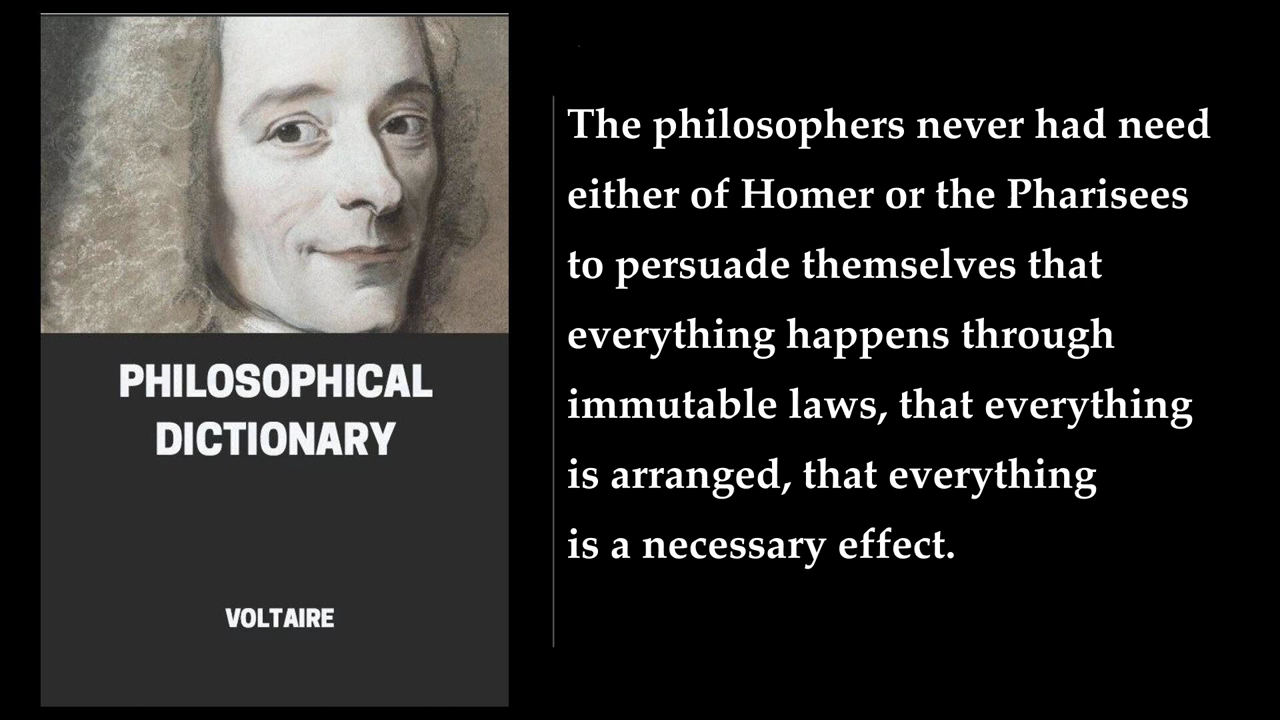 PHILOSOPHICAL
DICTIONARY
VOLTAIRE
The philosophers never had need
either of Homer or the Pharisees
to persuade themselves that
everything happens through
immutable laws, that everything
is arranged, that everything
is a necessary effect.